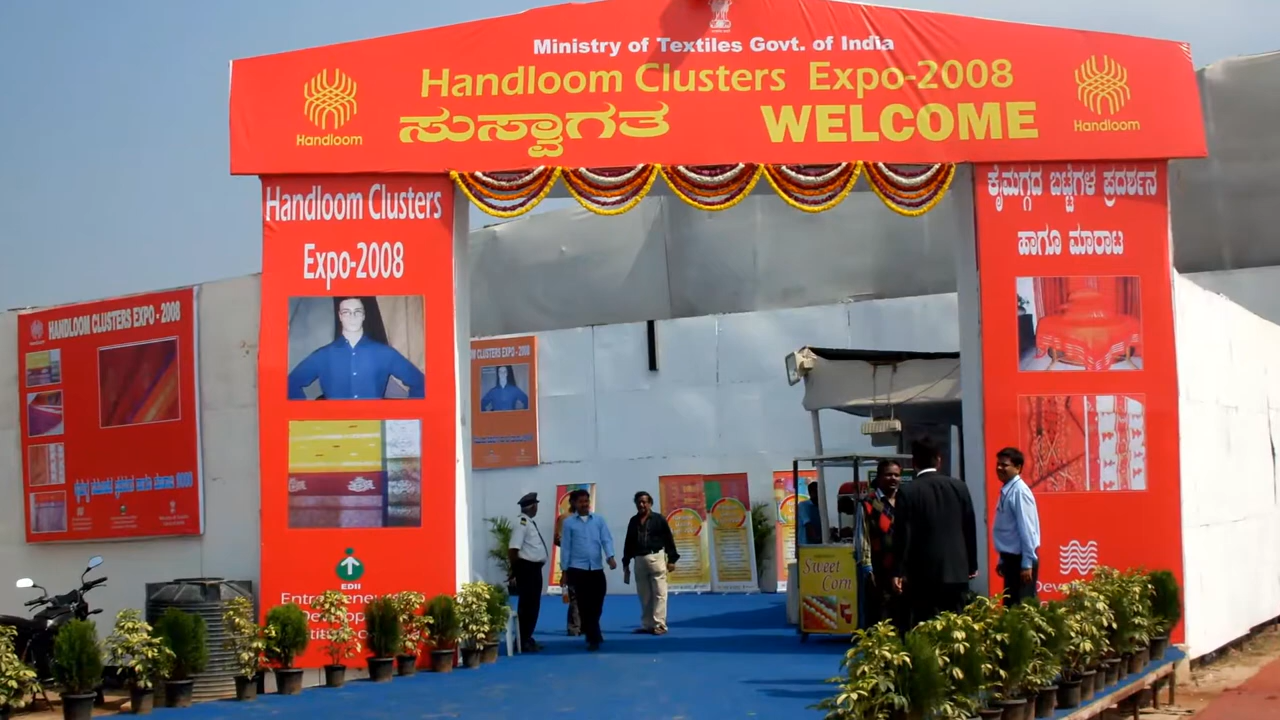 Ministry of Textiles Govt. of India
Handloom Clusters Expo-2008
ಸುಸ್ವಾಗತ WELCOME
Handloom
Handloom
Handloom Clusters
Expo-2008
ಕೈಮಗ್ಗದ ಬಟ್ಟೆಗಳ ಪ್ರದರ್ಶನ
ಹಾಗೂ ಮಾರಾಟ
HANDLOOM CLUSTERS EXPO - 2008
Handloom
CLUSTERS EXPO - 2008
EDII
Sweet
Corn